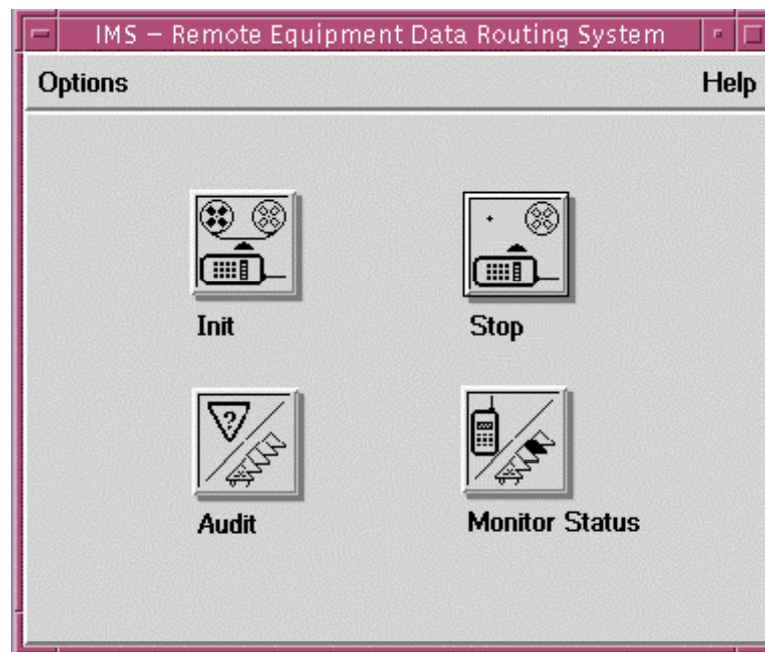 IMS – Remote Equipment Data Routing System
Options Help
Init Stop
?
Audit Monitor Status